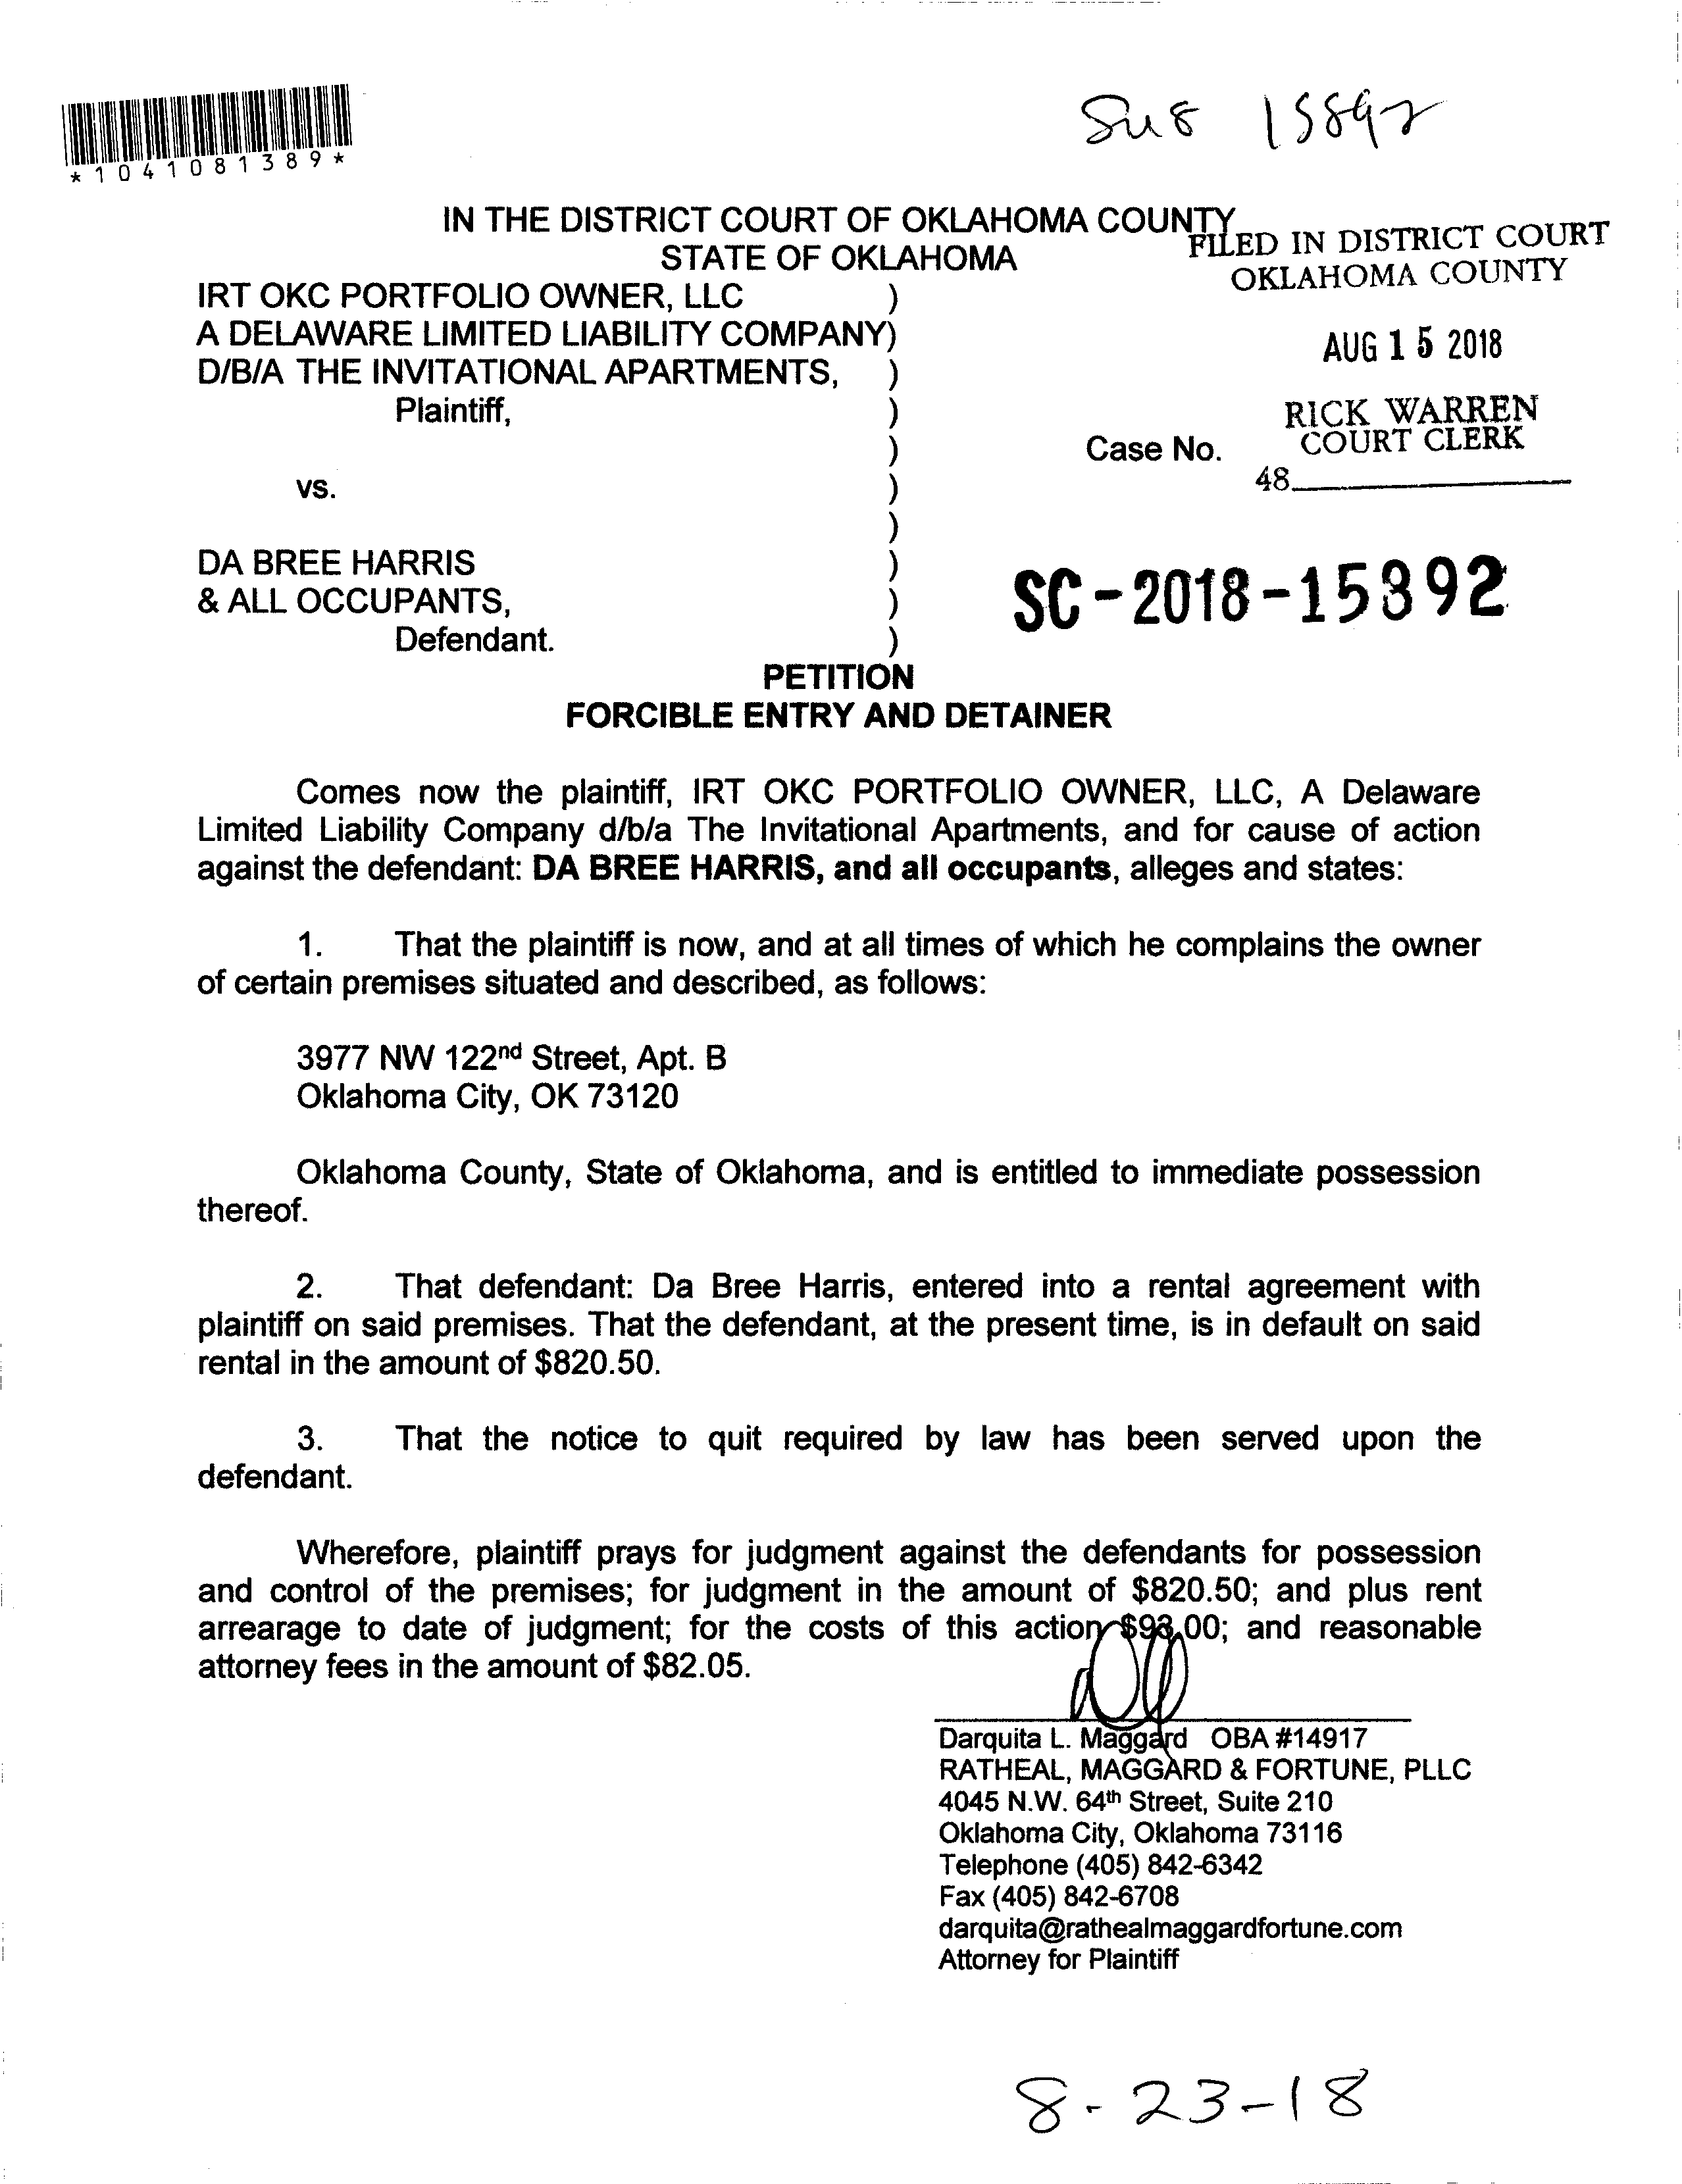 *1041081389*
15892
IN THE DISTRICT COURT OF OKLAHOMA COUNTY
STATE OF OKLAHOMA
FILED IN DISTRICT COURT
OKLAHOMA COUNTY
IRT OKC PORTFOLIO OWNER, LLC )
A DELAWARE LIMITED LIABILITY COMPANY)
D/B/A THE INVITATIONAL APARTMENTS, )
Plaintiff, )
)
vs. )
)
DA BREE HARRIS )
& ALL OCCUPANTS, )
Defendant. )
AUG 15 2018
RICK WARREN
COURT CLERK
Case No.
48
SC-2018-15892
PETITION
FORCIBLE ENTRY AND DETAINER
Comes now the plaintiff, IRT OKC PORTFOLIO OWNER, LLC, A Delaware
Limited Liability Company d/b/a The Invitational Apartments, and for cause of action
against the defendant: DA BREE HARRIS, and all occupants, alleges and states:
1. That the plaintiff is now, and at all times of which he complains the owner
of certain premises situated and described, as follows:
3977 NW 122nd Street, Apt. B
Oklahoma City, OK 73120
Oklahoma County, State of Oklahoma, and is entitled to immediate possession
thereof.
2. That defendant: Da Bree Harris, entered into a rental agreement with
plaintiff on said premises. That the defendant, at the present time, is in default on said
rental in the amount of $820.50.
3. That the notice to quit required by law has been served upon the
defendant.
Wherefore, plaintiff prays for judgment against the defendants for possession
and control of the premises; for judgment in the amount of $820.50; and plus rent
arrearage to date of judgment; for the costs of this action $93.00; and reasonable
attorney fees in the amount of $82.05.
Darquita L. Maggard OBA #14917
RATHEAL, MAGGARD & FORTUNE, PLLC
4045 N.W. 64th Street, Suite 210
Oklahoma City, Oklahoma 73116
Telephone (405) 842-6342
Fax (405) 842-6708
darquita@rathealmaggardfortune.com
Attorney for Plaintiff
8-23-18